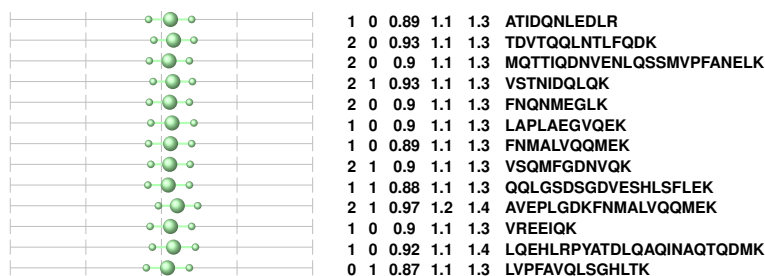 1 0 0.89 1.1 1.3 ATIDQNLEDLR
2 0 0.93 1.1 1.3 TDVTQQLNTLFQDK
2 0 0.9 1.1 1.3 MQTTIQDNVENLQSSMVPFANELK
2 1 0.93 1.1 1.3 VSTNIDQLQK
2 0 0.9 1.1 1.3 FNQNMEGLK
1 0 0.9 1.1 1.3 LAPLAEGVQEK
1 0 0.89 1.1 1.3 FNMALVQQMEK
2 1 0.9 1.1 1.3 VSQMFGDNVQK
1 1 0.88 1.1 1.3 QQLGSDSGDVESHLSFLEK
2 1 0.97 1.2 1.4 AVEPLGDKFNMALVQQMEK
1 0 0.9 1.1 1.3 VREEIQK
1 0 0.92 1.1 1.4 LQEHLRPYATDLQAQINAQTQDMK
0 1 0.87 1.1 1.3 LVPFAVQLSGHLTK